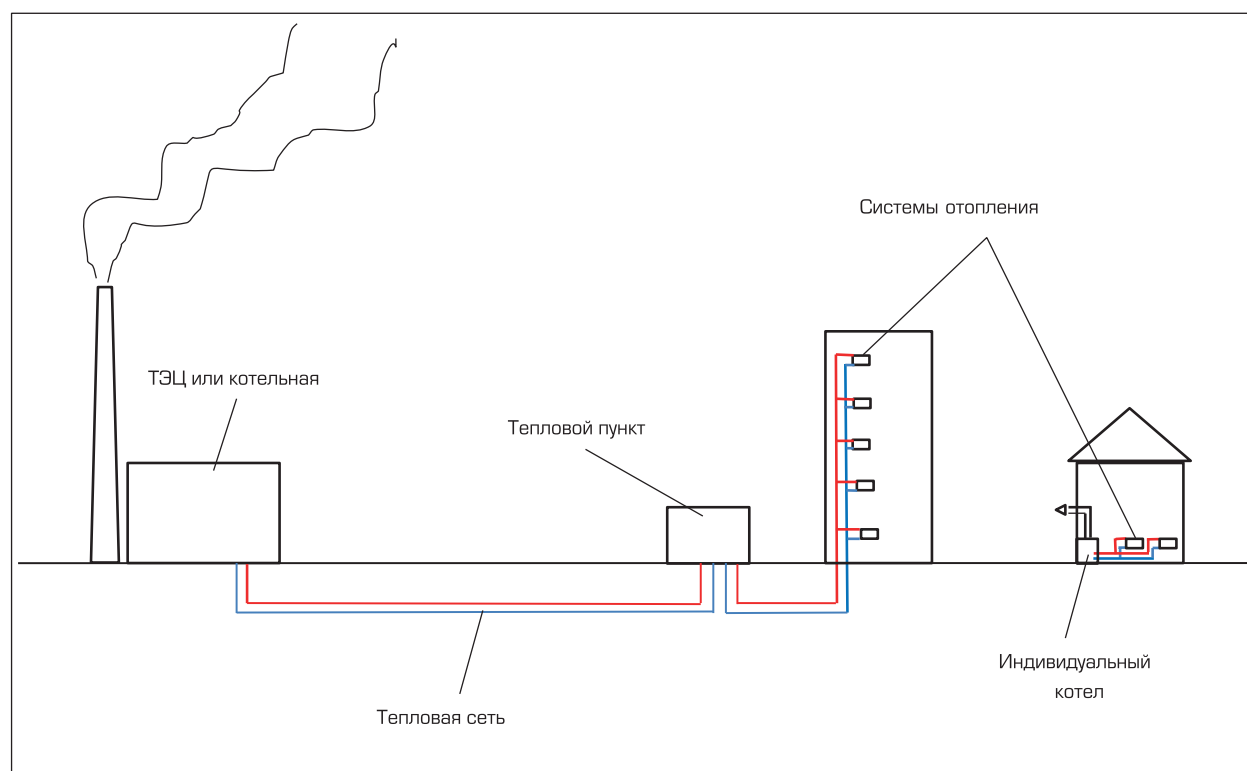 Системы отопления
ТЭЦ или котельная
Тепловой пункт
Индивидуальный
котел
Тепловая сеть